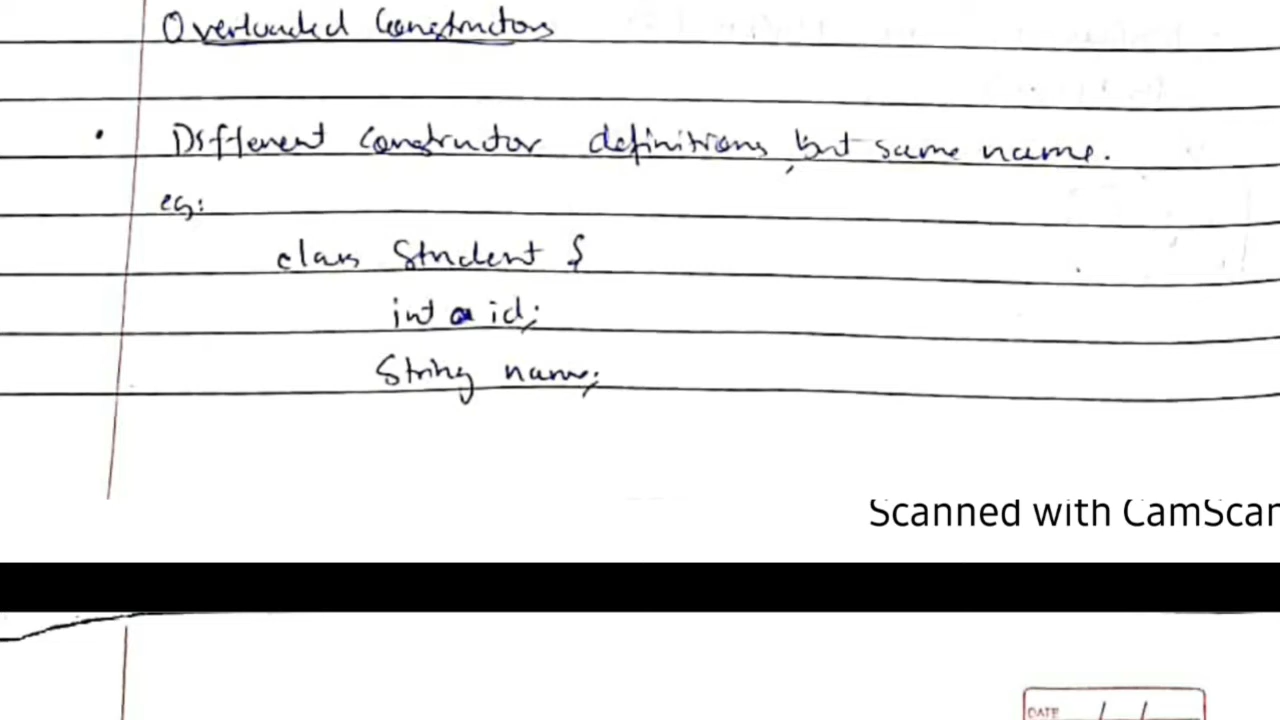 Overloaded Constructors
• Different constructor definitions, but same name.
eg:
class Student {
int id;
String name;
Scanned with CamScan
DATE / /